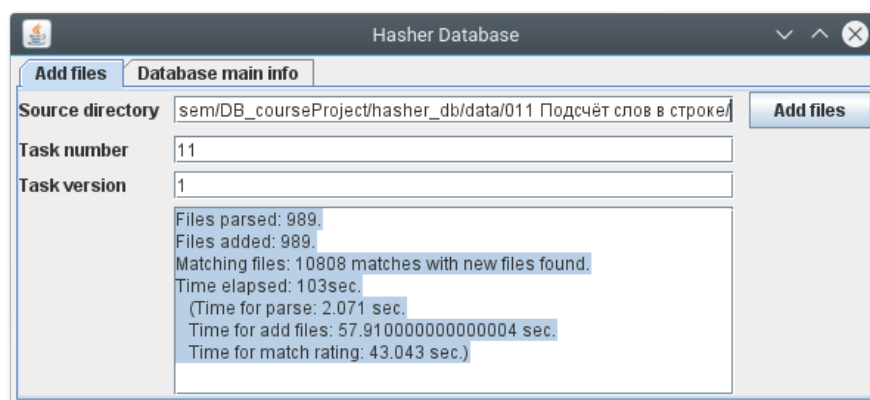 Hasher Database
Add files Database main info
Source directory sem/DB_courseProject/hasher_db/data/011 Подсчёт слов в строке/ Add files
Task number 11
Task version 1
Files parsed: 989.
Files added: 989.
Matching files: 10808 matches with new files found.
Time elapsed: 103sec.
(Time for parse: 2.071 sec.
Time for add files: 57.910000000000004 sec.
Time for match rating: 43.043 sec.)